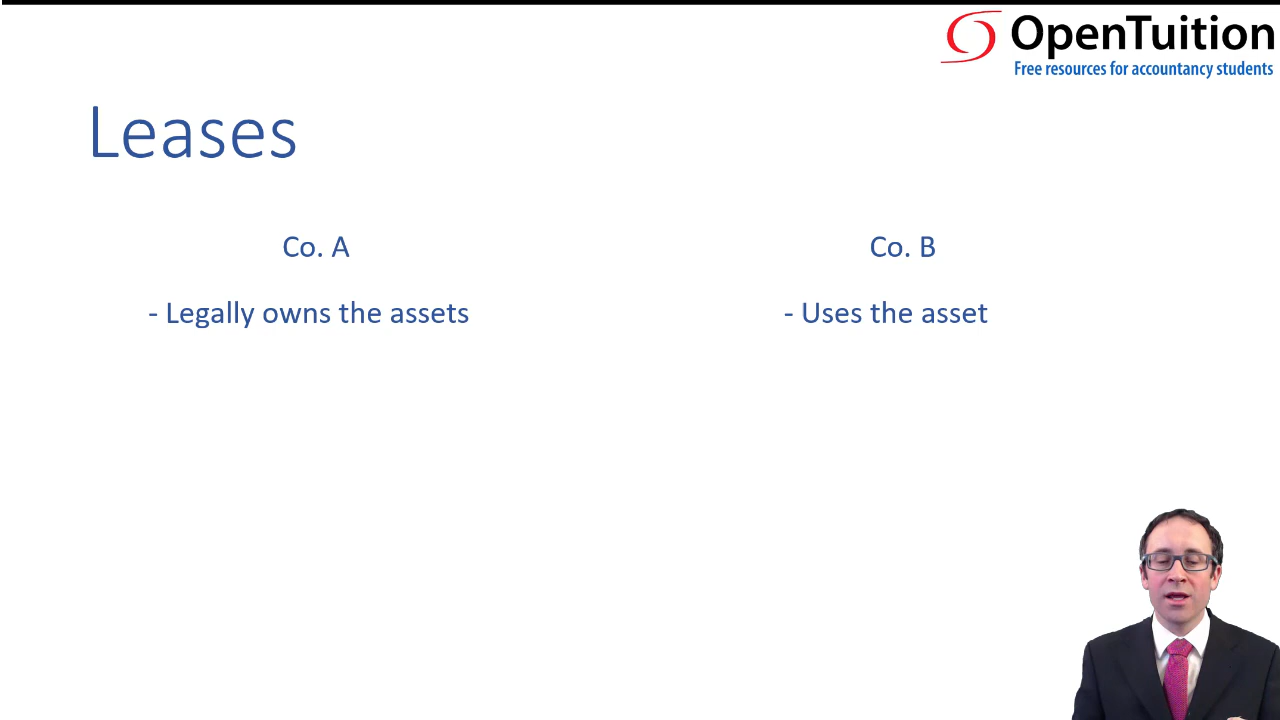 OpenTuition
Free resources for accountancy students
Leases
Co. A
Co. B
- Legally owns the assets
- Uses the asset